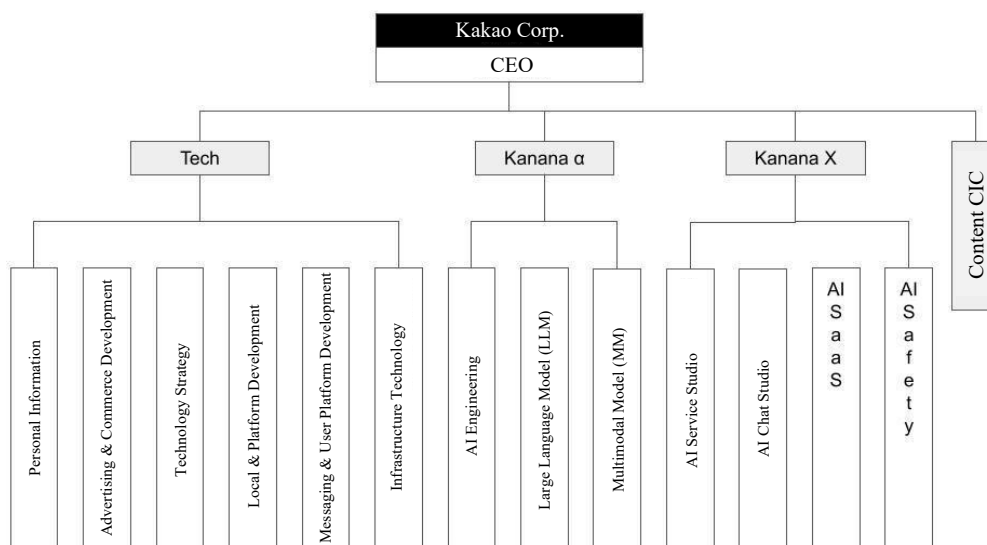 Kakao Corp.
CEO
Tech
Kanana α
Kanana X
Content CIC
Personal Information
Advertising & Commerce Development
Technology Strategy
Local & Platform Development
Messaging & User Platform Development
Infrastructure Technology
AI Engineering
Large Language Model (LLM)
Multimodal Model (MM)
AI Service Studio
AI Chat Studio
AI SaaS
AI Safety